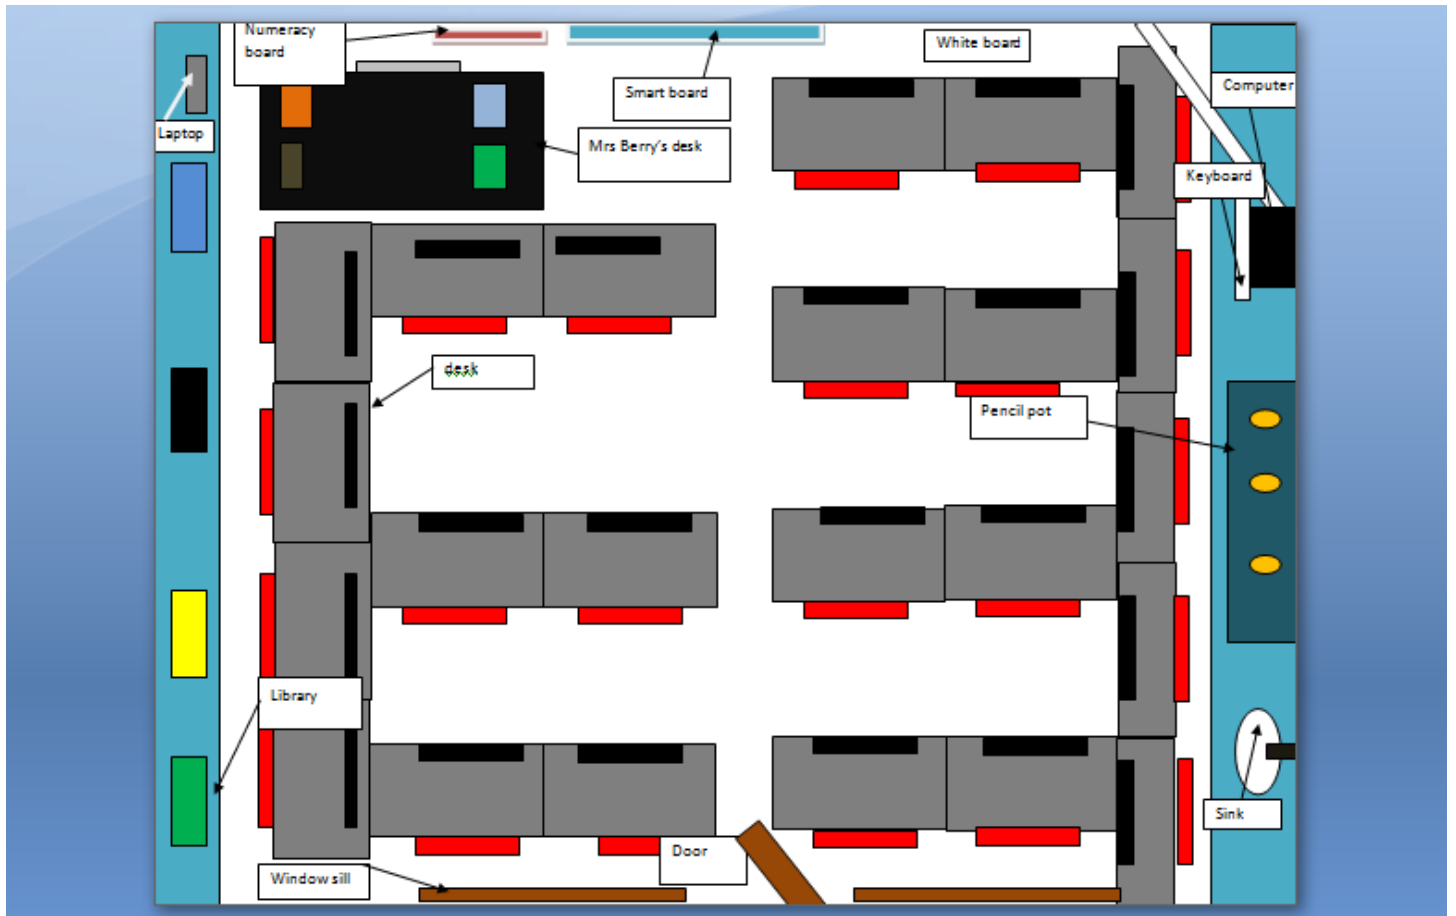 Numeracy
board
White board
Computer
Smart board
Laptop
Mrs Berry's desk
Keyboard
desk
Pencil pot
Library
Sink
Door
Window sill